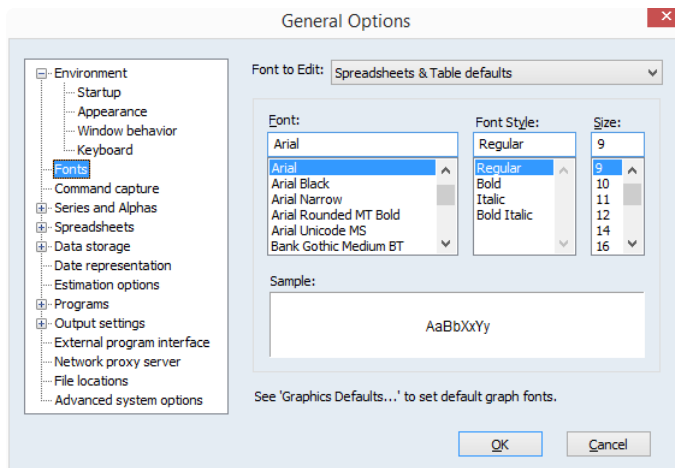 General Options
Environment
Startup
Appearance
Window behavior
Keyboard
Fonts
Command capture
Series and Alphas
Spreadsheets
Data storage
Date representation
Estimation options
Programs
Output settings
External program interface
Network proxy server
File locations
Advanced system options
Font to Edit: Spreadsheets & Table defaults
Font:
Arial
Arial
Arial Black
Arial Narrow
Arial Rounded MT Bold
Arial Unicode MS
Bank Gothic Medium BT
Font Style:
Regular
Regular
Bold
Italic
Bold Italic
Size:
9
9
10
11
12
14
16
Sample:
AaBbXxYy
See 'Graphics Defaults...' to set default graph fonts.
OK
Cancel